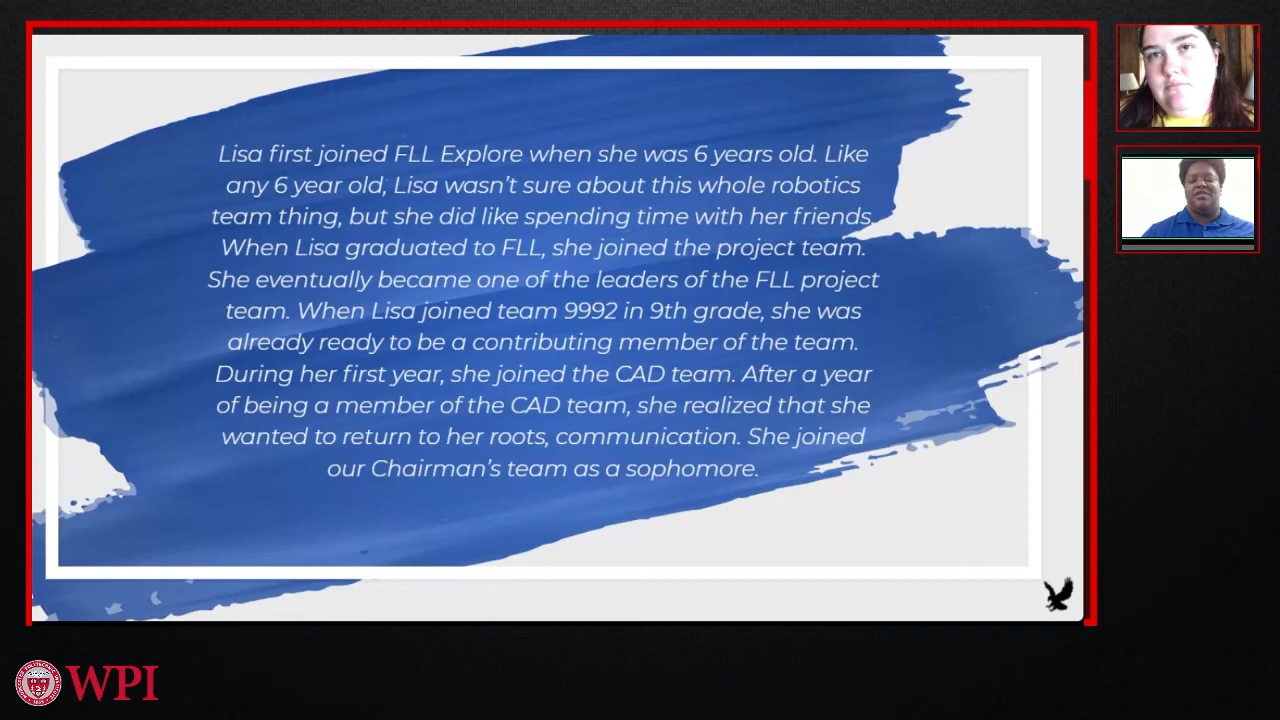 Lisa first joined FLL Explore when she was 6 years old. Like
any 6 year old, Lisa wasn't sure about this whole robotics
team thing, but she did like spending time with her friends.
When Lisa graduated to FLL, she joined the project team.
She eventually became one of the leaders of the FLL project
team. When Lisa joined team 9992 in 9th grade, she was
already ready to be a contributing member of the team.
During her first year, she joined the CAD team. After a year
of being a member of the CAD team, she realized that she
wanted to return to her roots, communication. She joined
our Chairman's team as a sophomore.
WPI